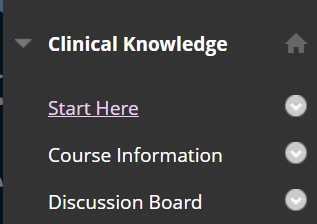 Clinical Knowledge
Start Here
Course Information
Discussion Board